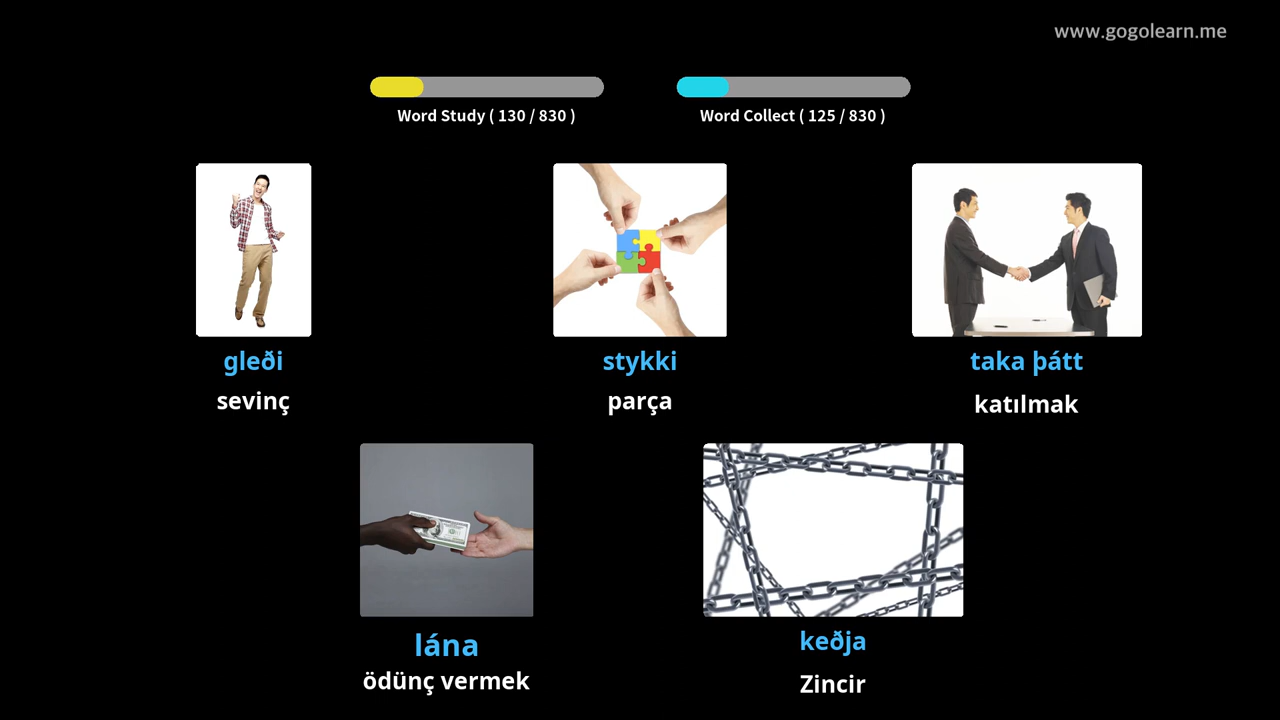 www.gogolearn.me
Word Study ( 130 / 830 )
Word Collect ( 125 / 830 )
gleði
stykki
taka þátt
sevinç
parça
katılmak
lána
keðja
ödünç vermek
Zincir